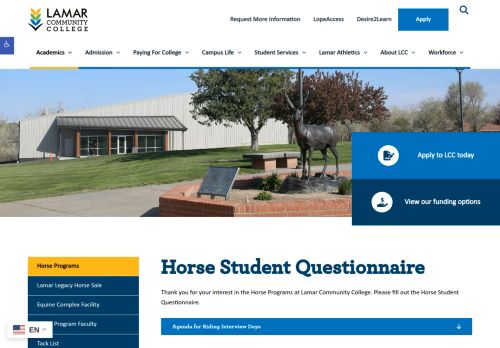 LAMAR
COMMUNITY
COLLEGE
Request More Information
LopeAccess
Desire2Learn
Apply
Academics
Admission
Paying For College
Campus Life
Student Services
Lamar Athletics
About LCC
Workforce
Apply to LCC today
View our funding options
Horse Programs
Lamar Legacy Horse Sale
Equine Complex Facility
Program Faculty
Tack List
EN
Horse Student Questionnaire
Thank you for your interest in the Horse Programs at Lamar Community College. Please fill out the Horse Student
Questionnaire.
Agenda for Riding Interview Days